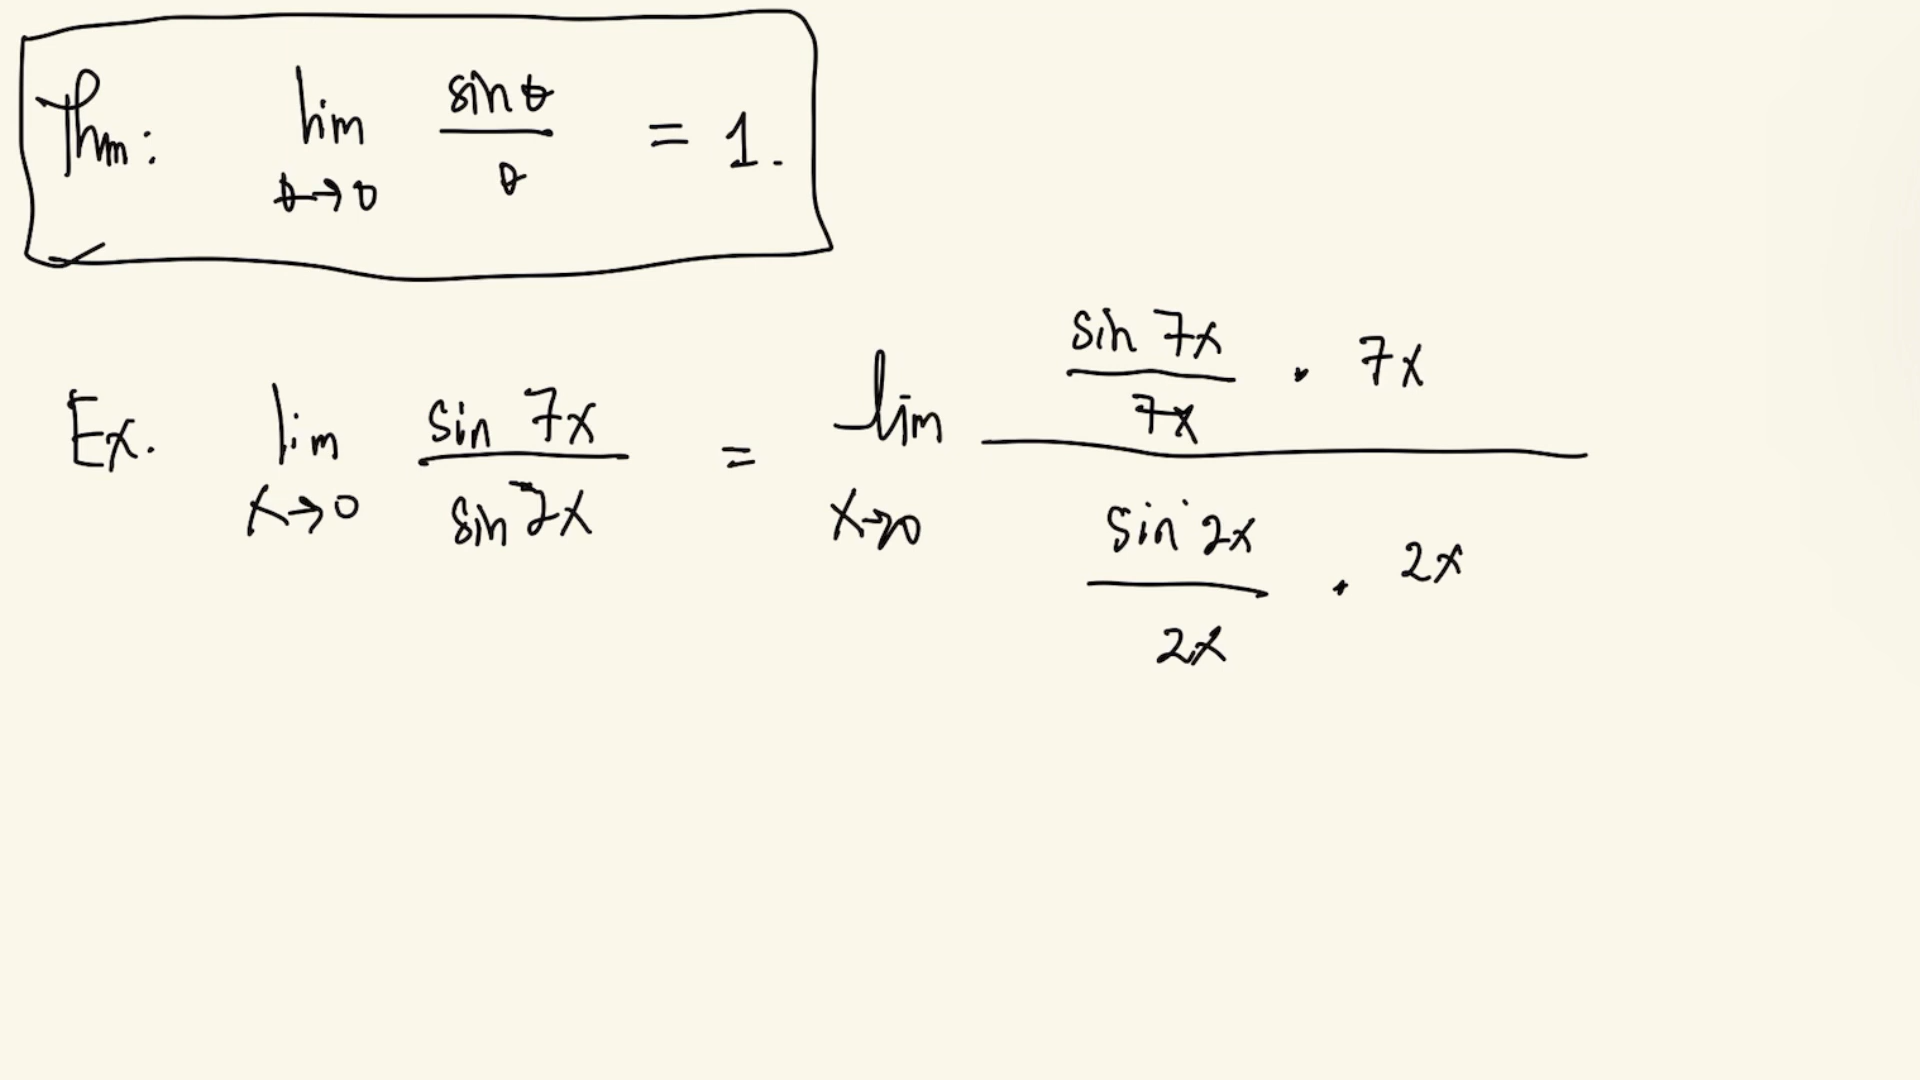 Thm: lim θ→0 sin θ / θ = 1.
Ex. lim x→0 sin 7x / sin 2x = lim x→0 (sin 7x / 7x · 7x) / (sin 2x / 2x · 2x)